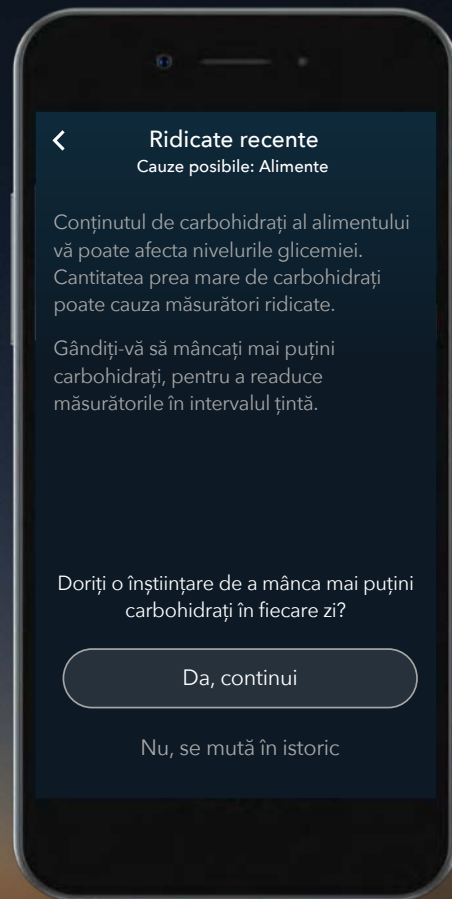 Ridicate recente
Cauze posibile: Alimente
Conținutul de carbohidrați al alimentului
vă poate afecta nivelurile glicemiei.
Cantitatea prea mare de carbohidrați
poate cauza măsurători ridicate.
Gândiți-vă să mâncați mai puțini
carbohidrați, pentru a readuce
măsurătorile în intervalul țintă.
Doriți o înștiințare de a mânca mai puțini
carbohidrați în fiecare zi?
Da, continui
Nu, se mută în istoric